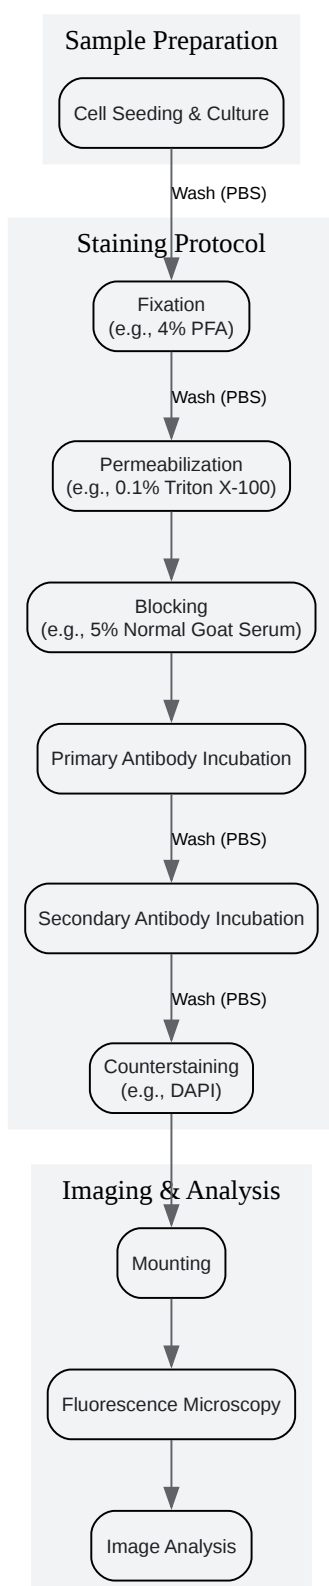 Sample Preparation
Cell Seeding & Culture
Wash (PBS)
Staining Protocol
Fixation
(e.g., 4% PFA)
Wash (PBS)
Permeabilization
(e.g., 0.1% Triton X-100)
Blocking
(e.g., 5% Normal Goat Serum)
Primary Antibody Incubation
Wash (PBS)
Secondary Antibody Incubation
Wash (PBS)
Counterstaining
(e.g., DAPI)
Imaging & Analysis
Mounting
Fluorescence Microscopy
Image Analysis